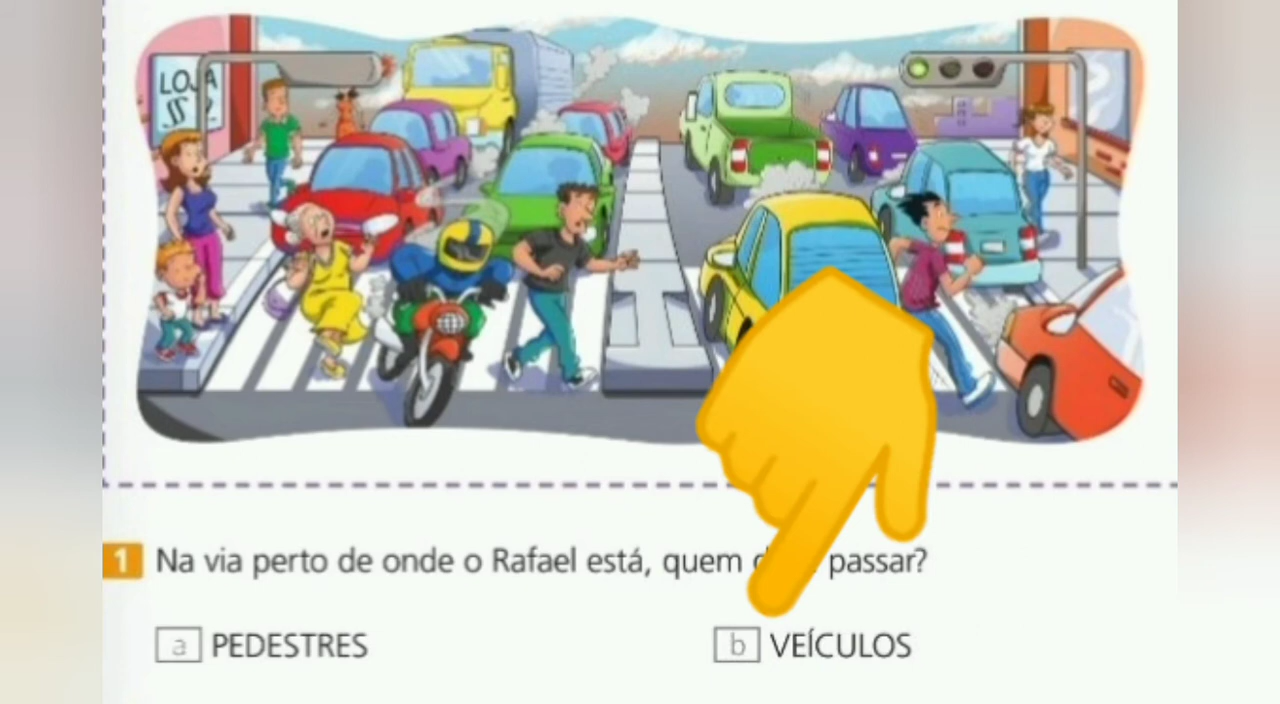 LOJA
1 Na via perto de onde o Rafael está, quem passar?
a PEDESTRES
b VEÍCULOS